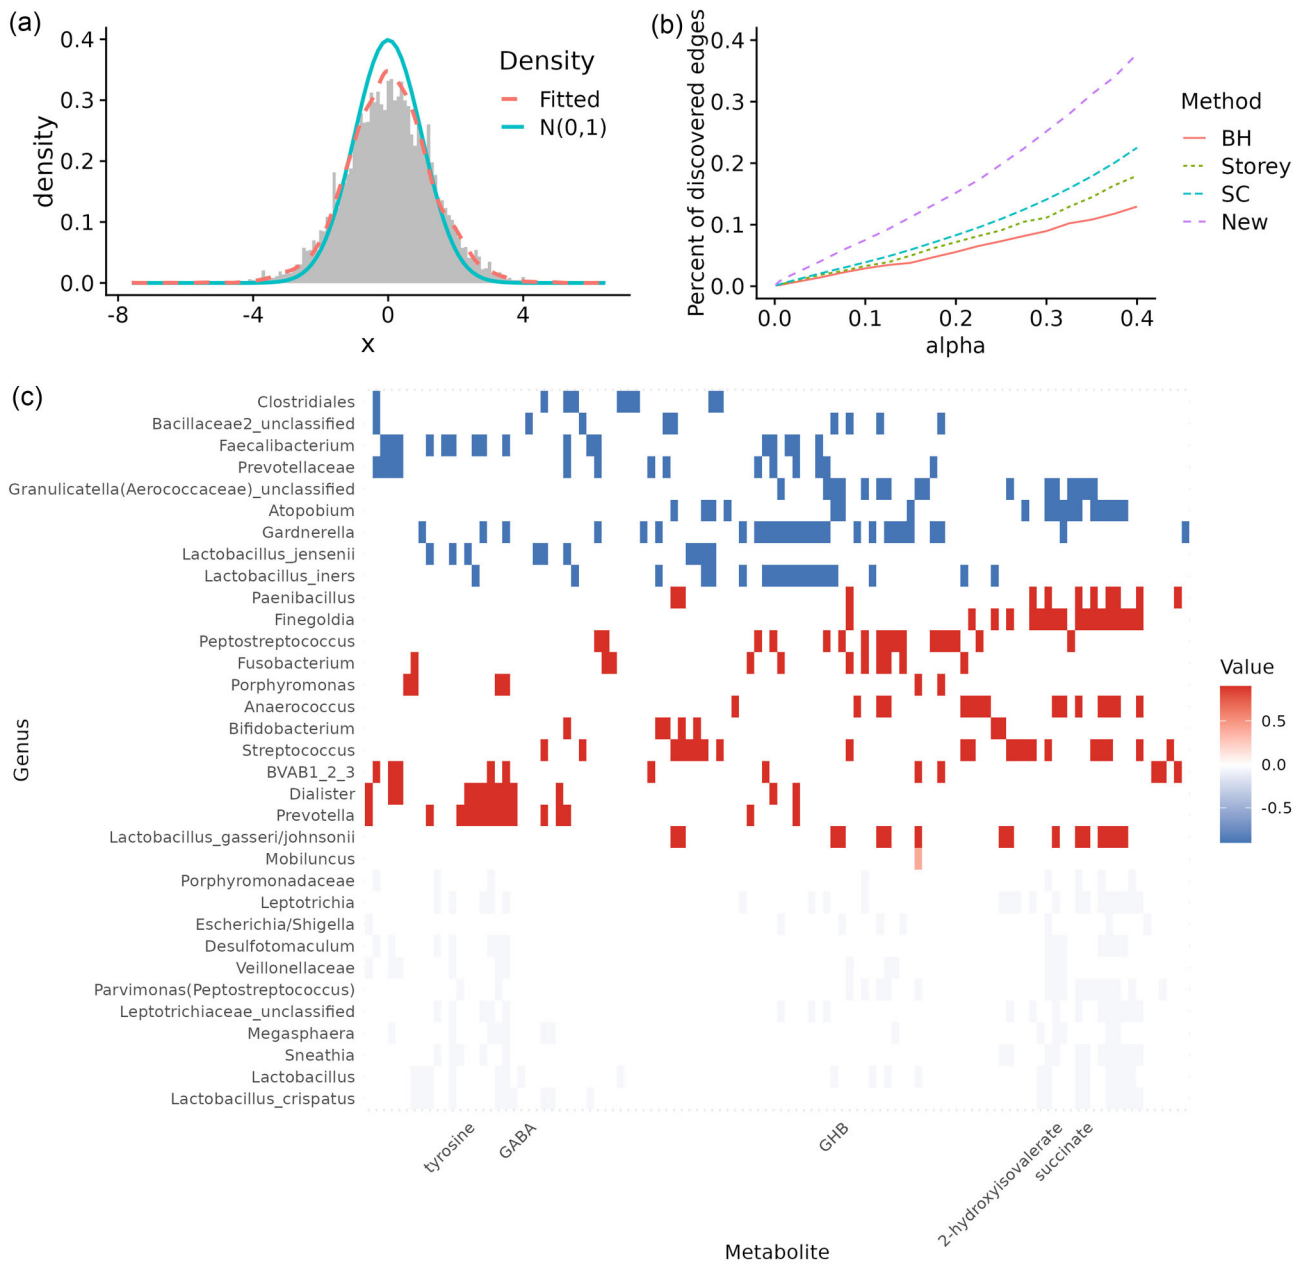 (a)
0.4
0.3
0.2
0.1
0.0
density
-8
-4
0
4
x
Density
Fitted
N(0,1)
(b)
Percent of discovered edges
0.4
0.3
0.2
0.1
0.0
0.0
0.1
0.2
0.3
0.4
alpha
Method
BH
Storey
SC
New
(c)
Genus
Clostridiales
Bacillaceae2_unclassified
Faecalibacterium
Prevotellaceae
Granulicatella(Aerococcaceae)_unclassified
Atopobium
Gardnerella
Lactobacillus_jensenii
Lactobacillus_iners
Paenibacillus
Finegoldia
Peptostreptococcus
Fusobacterium
Porphyromonas
Anaerococcus
Bifidobacterium
Streptococcus
BVAB1_2_3
Dialister
Prevotella
Lactobacillus_gasseri/johnsonii
Mobiluncus
Porphyromonadaceae
Leptotrichia
Escherichia/Shigella
Desulfotomaculum
Veillonellaceae
Parvimonas(Peptostreptococcus)
Leptotrichiaceae_unclassified
Megasphaera
Sneathia
Lactobacillus
Lactobacillus_crispatus
tyrosine
GABA
GHB
2-hydroxyisovalerate
succinate
Metabolite
Value
0.5
0.0
-0.5